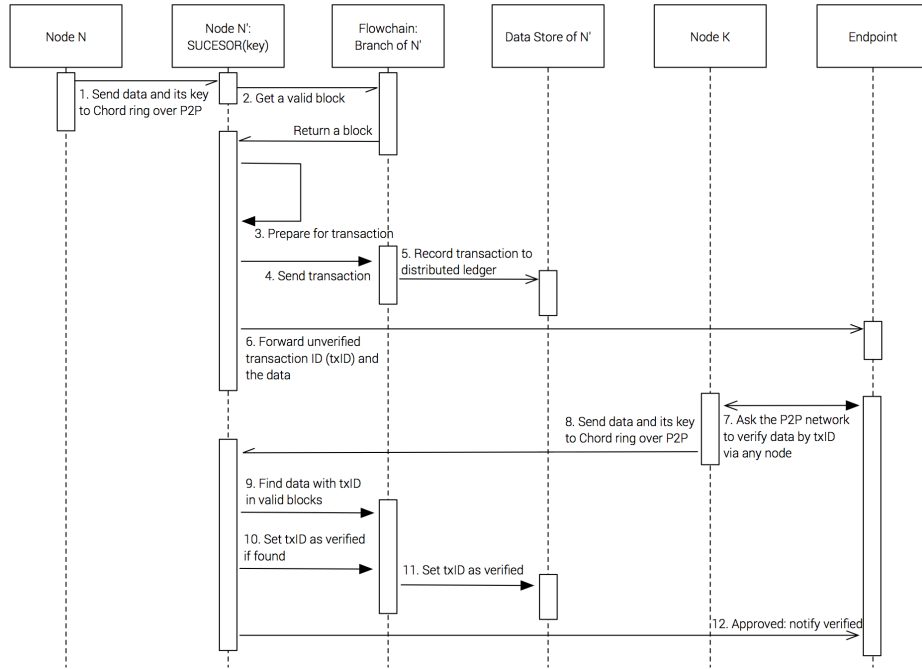 Node N
Node N':
SUCESOR(key)
Flowchain:
Branch of N'
Data Store of N'
Node K
Endpoint
1. Send data and its key
to Chord ring over P2P
2. Get a valid block
Return a block
3. Prepare for transaction
4. Send transaction
5. Record transaction to
distributed ledger
6. Forward unverified
transaction ID (txID) and
the data
7. Ask the P2P network
to verify data by txID
via any node
8. Send data and its key
to Chord ring over P2P
9. Find data with txID
in valid blocks
10. Set txID as verified
if found
11. Set txID as verified
12. Approved: notify verified